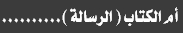 أم الكتاب ( الرسالة )..........